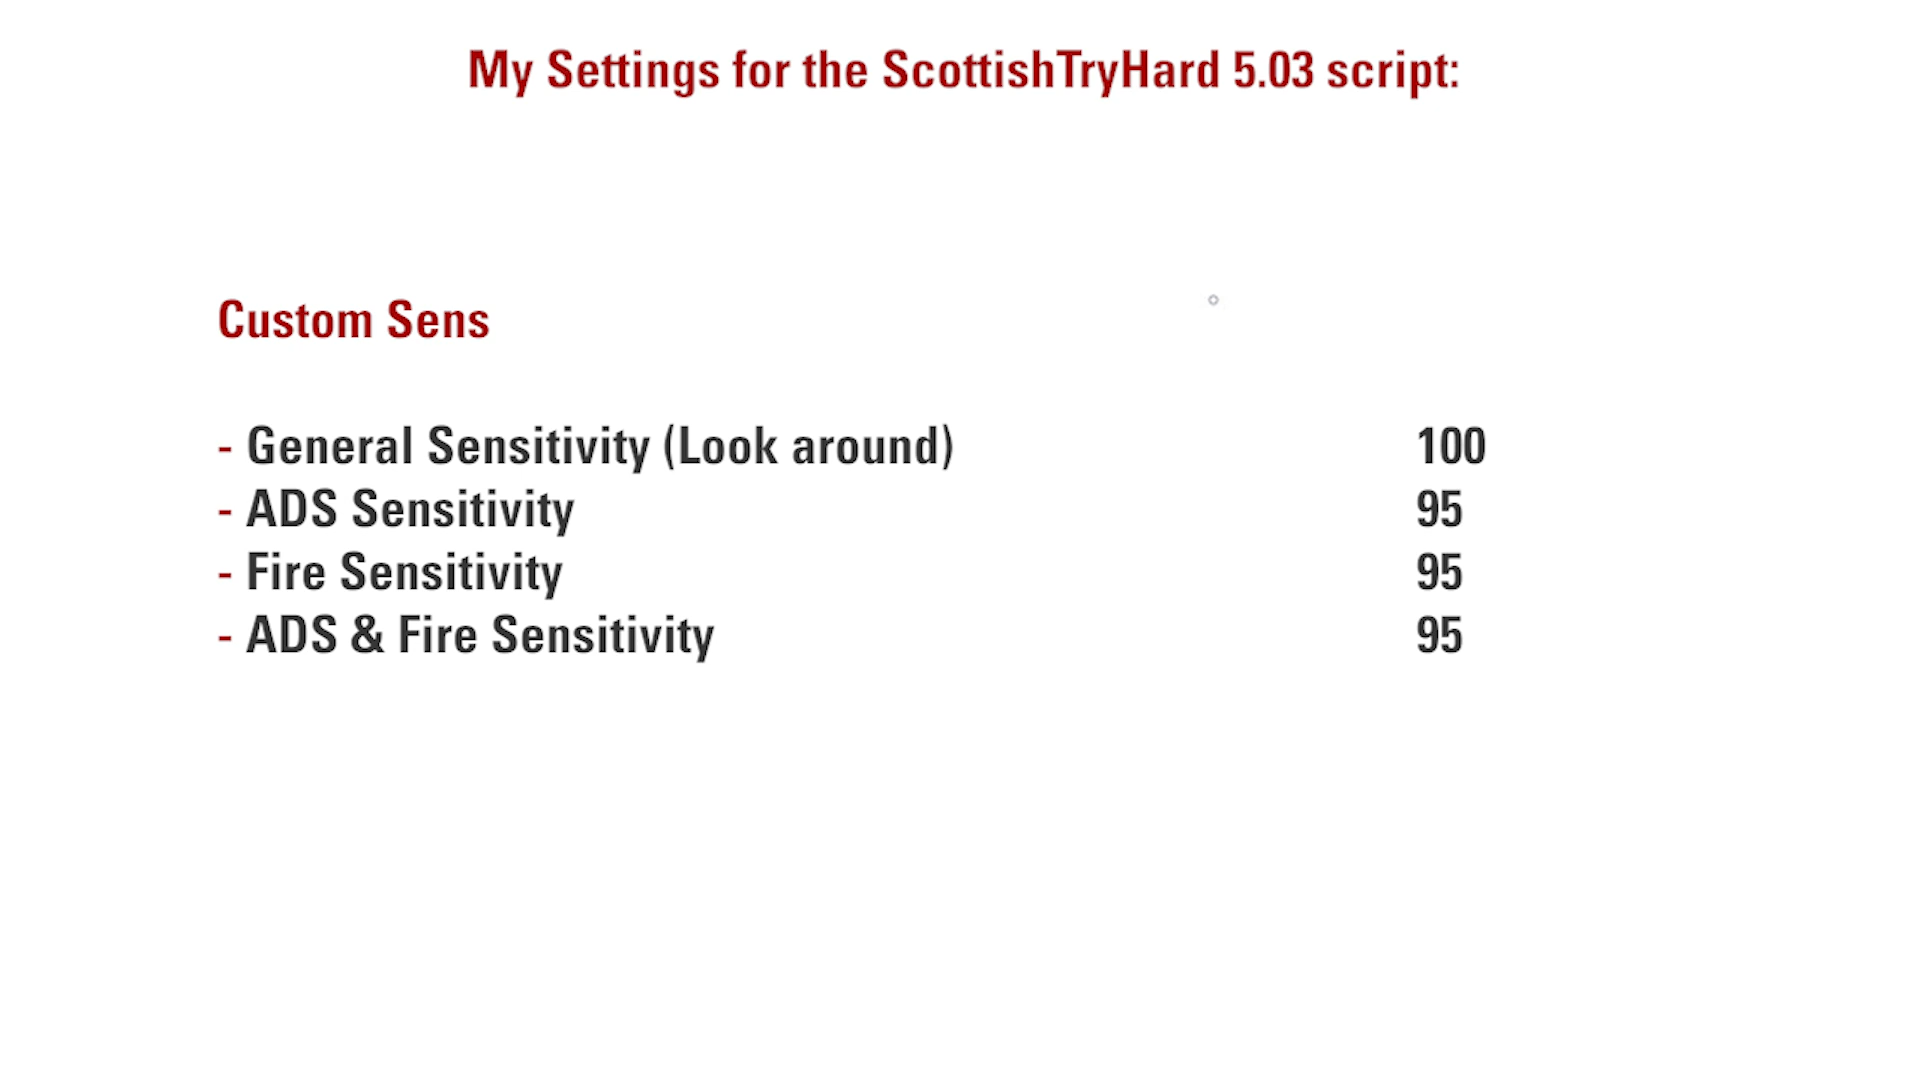 My Settings for the ScottishTryHard 5.03 script:
Custom Sens
- General Sensitivity (Look around) 100
- ADS Sensitivity 95
- Fire Sensitivity 95
- ADS & Fire Sensitivity 95